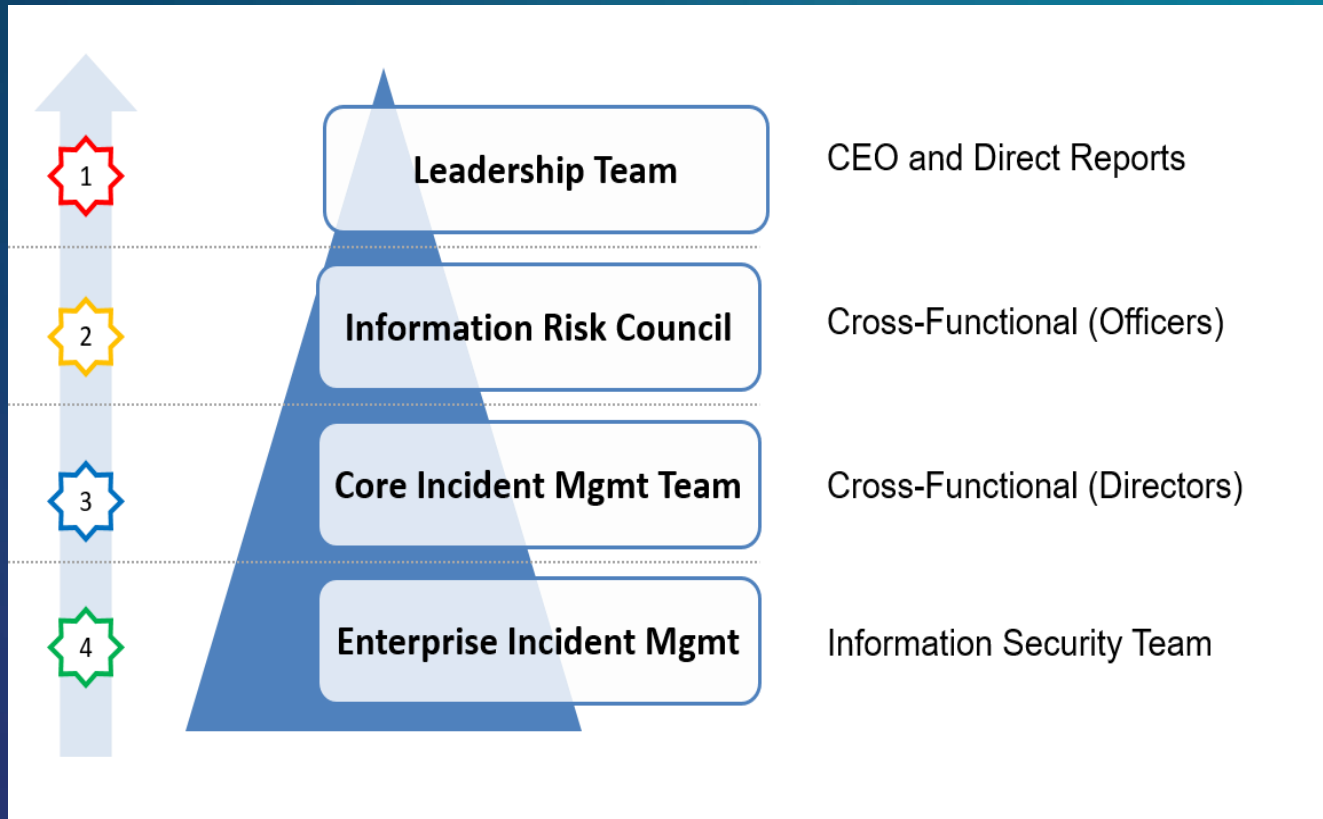 1
Leadership Team
CEO and Direct Reports
2
Information Risk Council
Cross-Functional (Officers)
3
Core Incident Mgmt Team
Cross-Functional (Directors)
4
Enterprise Incident Mgmt
Information Security Team